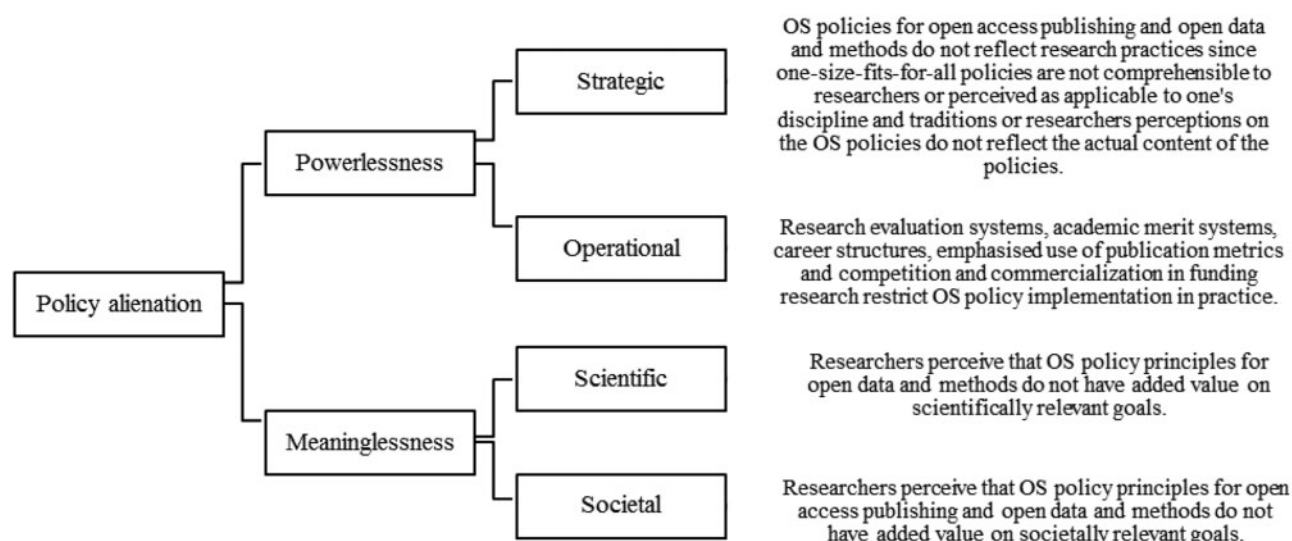 Policy alienation
Powerlessness
Strategic
OS policies for open access publishing and open data
and methods do not reflect research practices since
one-size-fits-for-all policies are not comprehensible to
researchers or perceived as applicable to one's
discipline and traditions or researchers perceptions on
the OS policies do not reflect the actual content of the
policies.
Operational
Research evaluation systems, academic merit systems,
career structures, emphasised use of publication metrics
and competition and commercialization in funding
research restrict OS policy implementation in practice.
Meaninglessness
Scientific
Researchers perceive that OS policy principles for
open data and methods do not have added value on
scientifically relevant goals.
Societal
Researchers perceive that OS policy principles for open
access publishing and open data and methods do not
have added value on societally relevant goals.